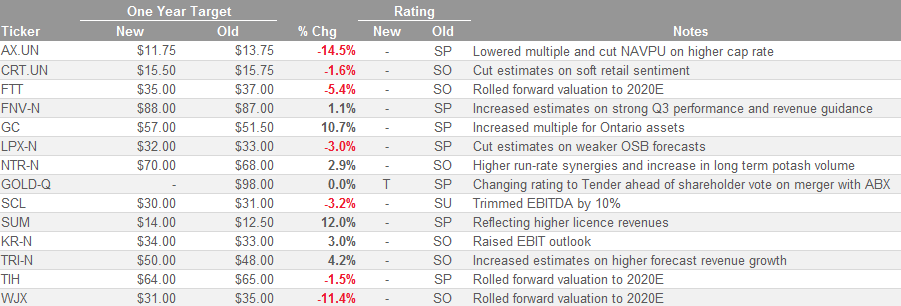 One Year Target Rating
Ticker New Old % Chg New Old Notes
AX.UN $11.75 $13.75 -14.5% - SP Lowered multiple and cut NAVPU on higher cap rate
CRT.UN $15.50 $15.75 -1.6% - SO Cut estimates on soft retail sentiment
FTT $35.00 $37.00 -5.4% - SO Rolled forward valuation to 2020E
FNV-N $88.00 $87.00 1.1% - SP Increased estimates on strong Q3 performance and revenue guidance
GC $57.00 $51.50 10.7% - SP Increased multiple for Ontario assets
LPX-N $32.00 $33.00 -3.0% - SP Cut estimates on weaker OSB forecasts
NTR-N $70.00 $68.00 2.9% - SO Higher run-rate synergies and increase in long term potash volume
GOLD-Q - $98.00 0.0% T SP Changing rating to Tender ahead of shareholder vote on merger with ABX
SCL $30.00 $31.00 -3.2% - SU Trimmed EBITDA by 10%
SUM $14.00 $12.50 12.0% - SP Reflecting higher licence revenues
KR-N $34.00 $33.00 3.0% - SO Raised EBIT outlook
TRI-N $50.00 $48.00 4.2% - SO Increased estimates on higher forecast revenue growth
TIH $64.00 $65.00 -1.5% - SP Rolled forward valuation to 2020E
WJX $31.00 $35.00 -11.4% - SO Rolled forward valuation to 2020E